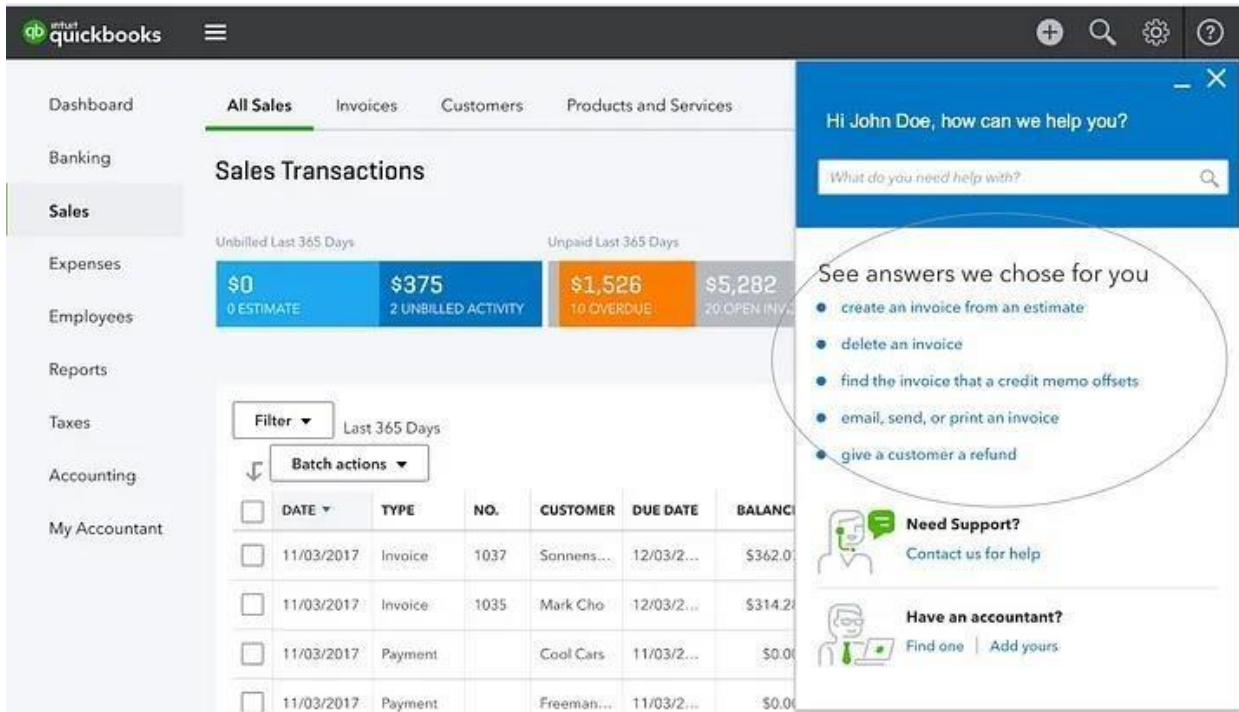 intuit
quickbooks
Dashboard
Banking
Sales
Expenses
Employees
Reports
Taxes
Accounting
My Accountant
All Sales Invoices Customers Products and Services
Sales Transactions
Unbilled Last 365 Days Unpaid Last 365 Days
$0 $375 $1,526 $5,282
0 ESTIMATE 2 UNBILLED ACTIVITY 10 OVERDUE 20 OPEN INV
Filter Last 365 Days
Batch actions
DATE TYPE NO. CUSTOMER DUE DATE BALANC
11/03/2017 Invoice 1037 Sonnens... 12/03/2... $362.0
11/03/2017 Invoice 1035 Mark Cho 12/03/2... $314.2
11/03/2017 Payment Cool Cars 11/03/2... $0.0
11/03/2017 Payment Freeman... 11/03/2... $0.0
Hi John Doe, how can we help you?
What do you need help with?
See answers we chose for you
create an invoice from an estimate
delete an invoice
find the invoice that a credit memo offsets
email, send, or print an invoice
give a customer a refund
Need Support?
Contact us for help
Have an accountant?
Find one | Add yours